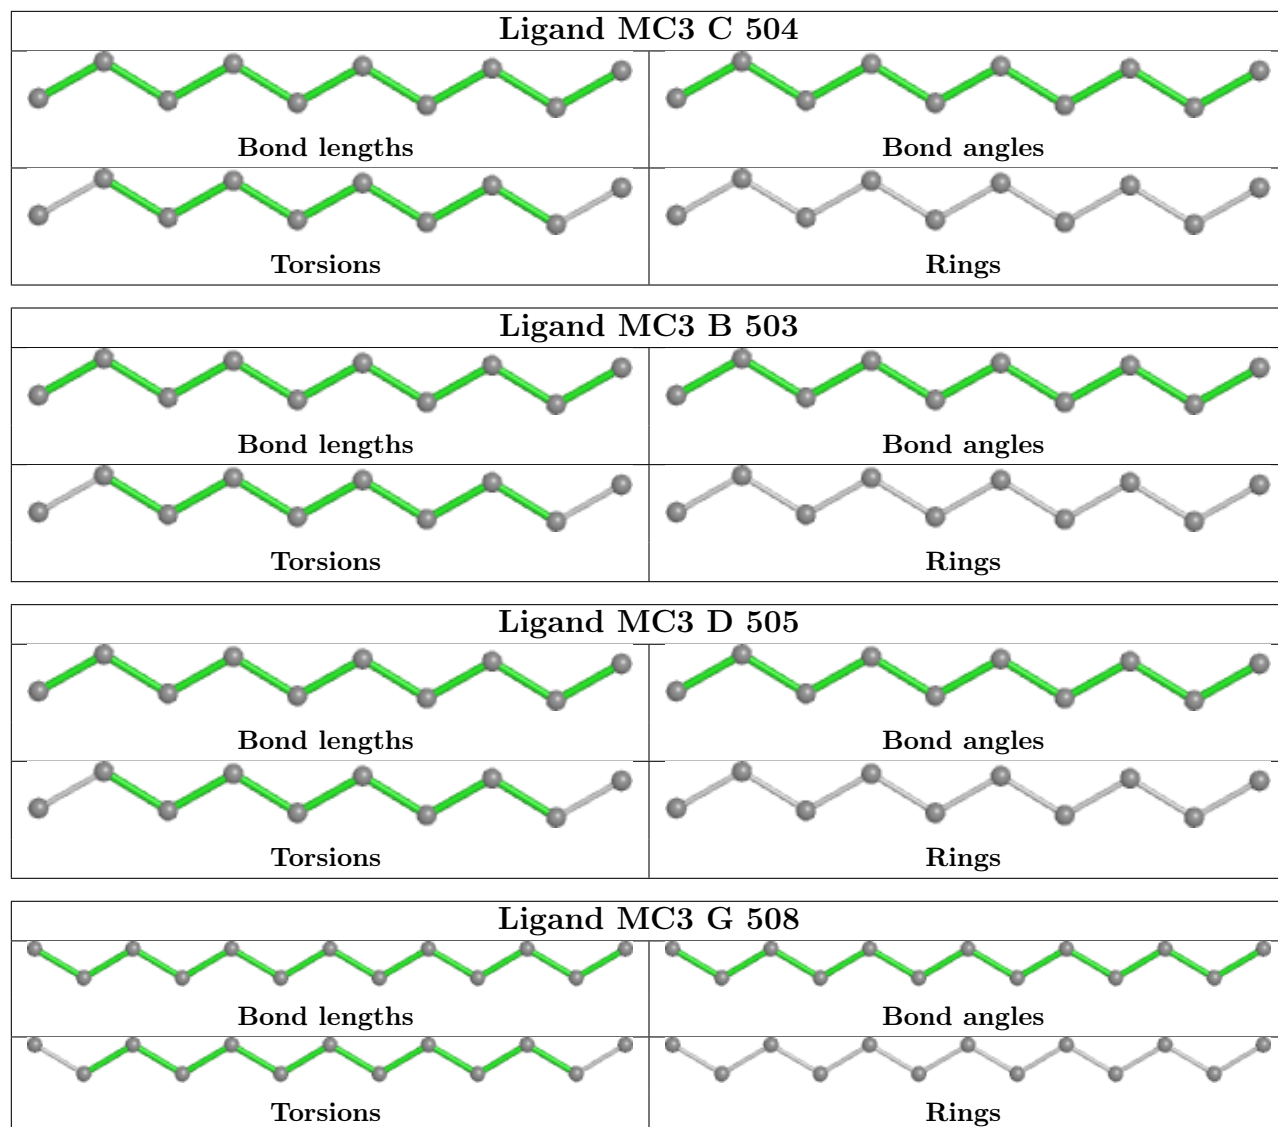 Ligand MC3 C 504
Bond lengths
Bond angles
Torsions
Rings
Ligand MC3 B 503
Bond lengths
Bond angles
Torsions
Rings
Ligand MC3 D 505
Bond lengths
Bond angles
Torsions
Rings
Ligand MC3 G 508
Bond lengths
Bond angles
Torsions
Rings